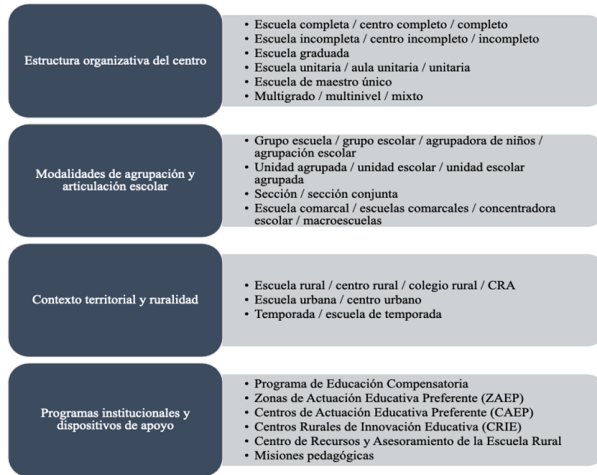 Estructura organizativa del centro
• Escuela completa / centro completo / completo
• Escuela incompleta / centro incompleto / incompleto
• Escuela graduada
• Escuela unitaria / aula unitaria / unitaria
• Escuela de maestro único
• Multigrado / multinivel / mixto
Modalidades de agrupación y
articulación escolar
• Grupo escuela / grupo escolar / agrupadora de niños /
agrupación escolar
• Unidad agrupada / unidad escolar / unidad escolar
agrupada
• Sección / sección conjunta
• Escuela comarcal / escuelas comarcales / concentradora
escolar / macroescuelas
Contexto territorial y ruralidad
• Escuela rural / centro rural / colegio rural / CRA
• Escuela urbana / centro urbano
• Temporada / escuela de temporada
Programas institucionales y
dispositivos de apoyo
• Programa de Educación Compensatoria
• Zonas de Actuación Educativa Preferente (ZAEP)
• Centros de Actuación Educativa Preferente (CAEP)
• Centros Rurales de Innovación Educativa (CRIE)
• Centro de Recursos y Asesoramiento de la Escuela Rural
• Misiones pedagógicas